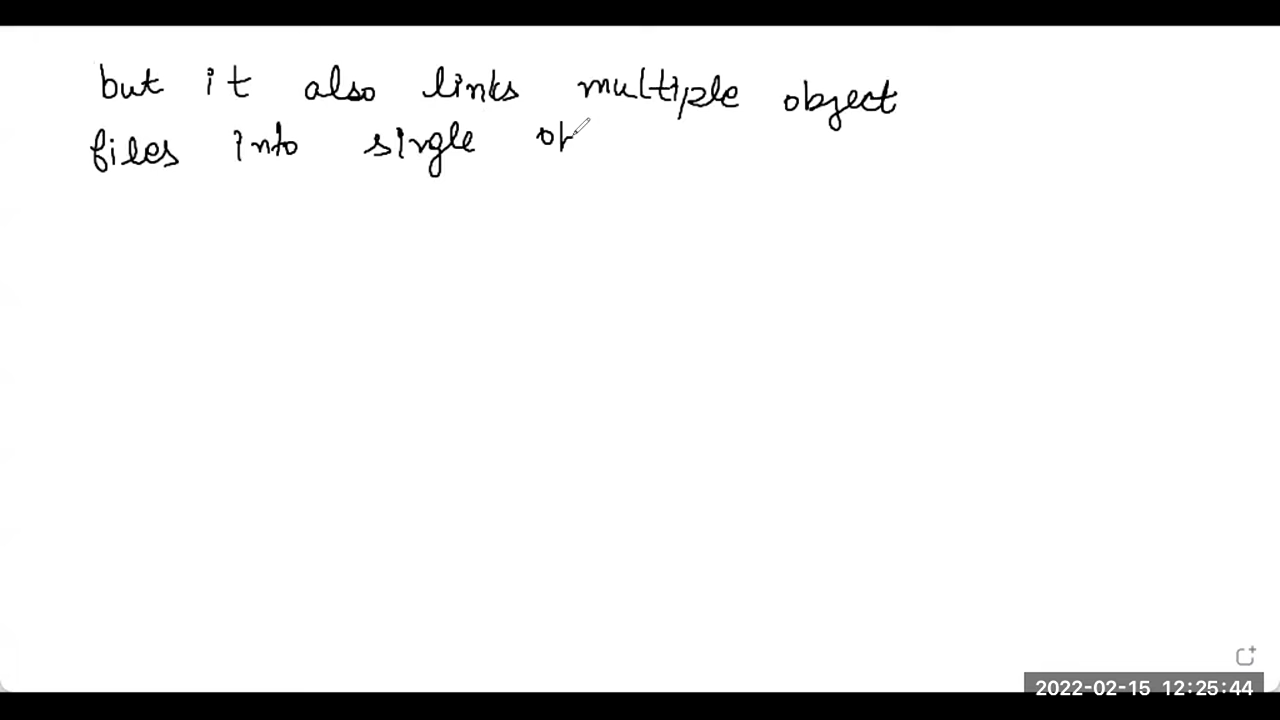 but it also links multiple object
files into single
2022-02-15 12:25:44